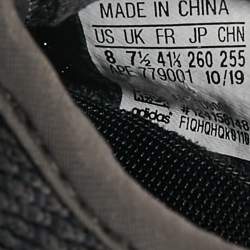 MADE IN CHINA
US UK FR JP CHN
8 7½ 41⅓ 260 255
APE 779001 10/19
adidas